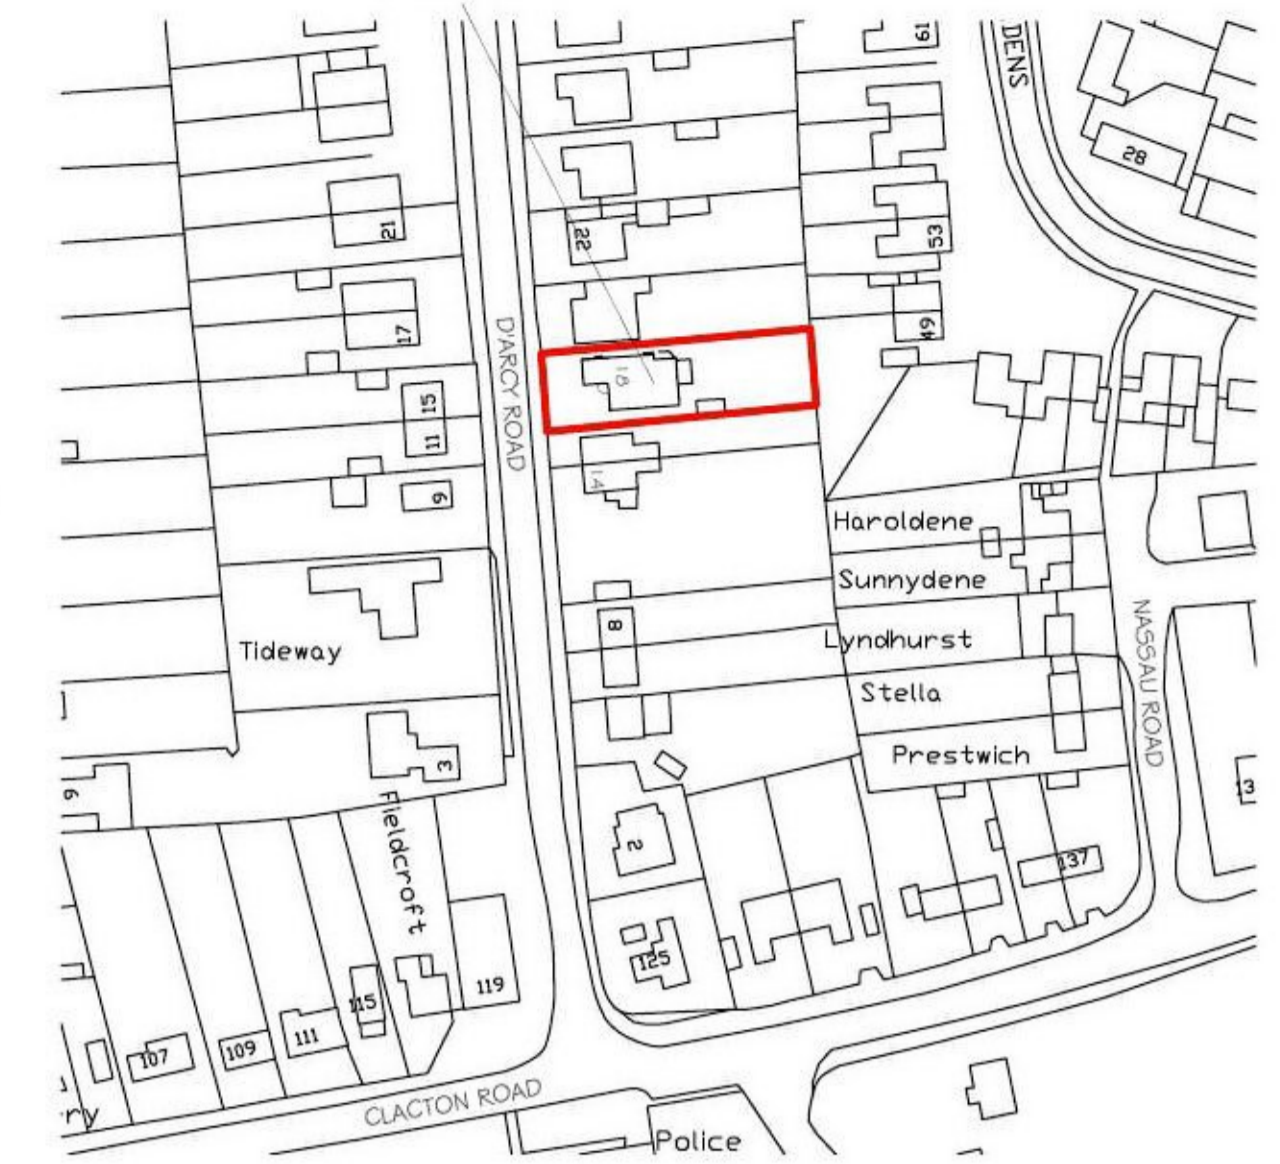 61
DENS
28
21
22
53
17
49
D'ARCY ROAD
18
15
11
14
9
Haroldene
Sunnydene
8
Lyndhurst
Tideway
Stella
NASSAU ROAD
Prestwich
3
6
13
Fieldcroft
2
137
125
119
115
111
109
107
CLACTON ROAD
ry
Police